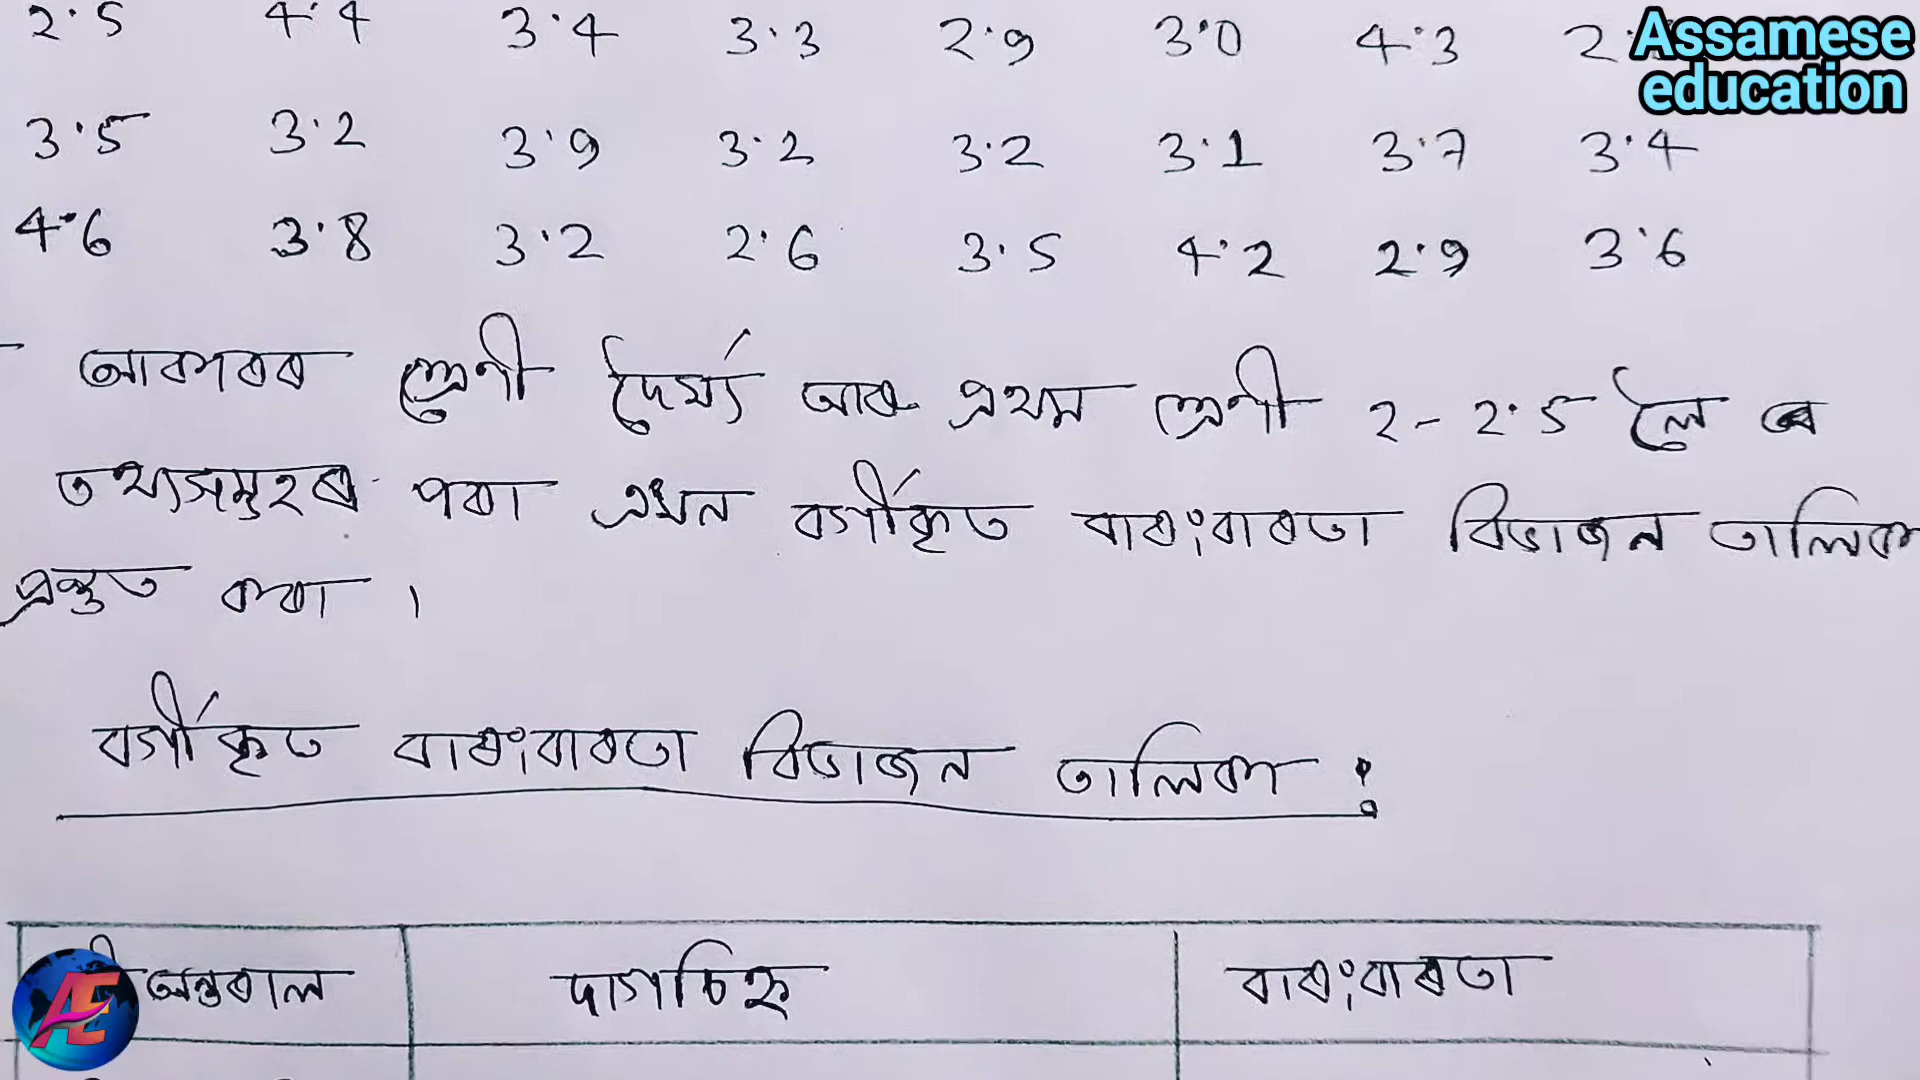 2.5 4.4 3.4 3.3 2.9 3.0 4.3 2.
Assamese
education
3.5 3.2 3.9 3.2 3.2 3.1 3.7 3.4
4.6 3.8 3.2 2.6 3.5 4.2 2.9 3.6
আকাৰৰ শ্ৰেণী দৈৰ্ঘ্য আৰু প্ৰথম শ্ৰেণী 2-2.5 লৈ
তথ্যসমূহৰ পৰা এখন বৰ্গীকৃত বাৰংবাৰতা বিভাজন তালিকা
প্ৰস্তুত কৰা ।
বৰ্গীকৃত বাৰংবাৰতা বিভাজন তালিকা :
অন্তৰাল দাগচিহ্ন বাৰংবাৰতা
AE